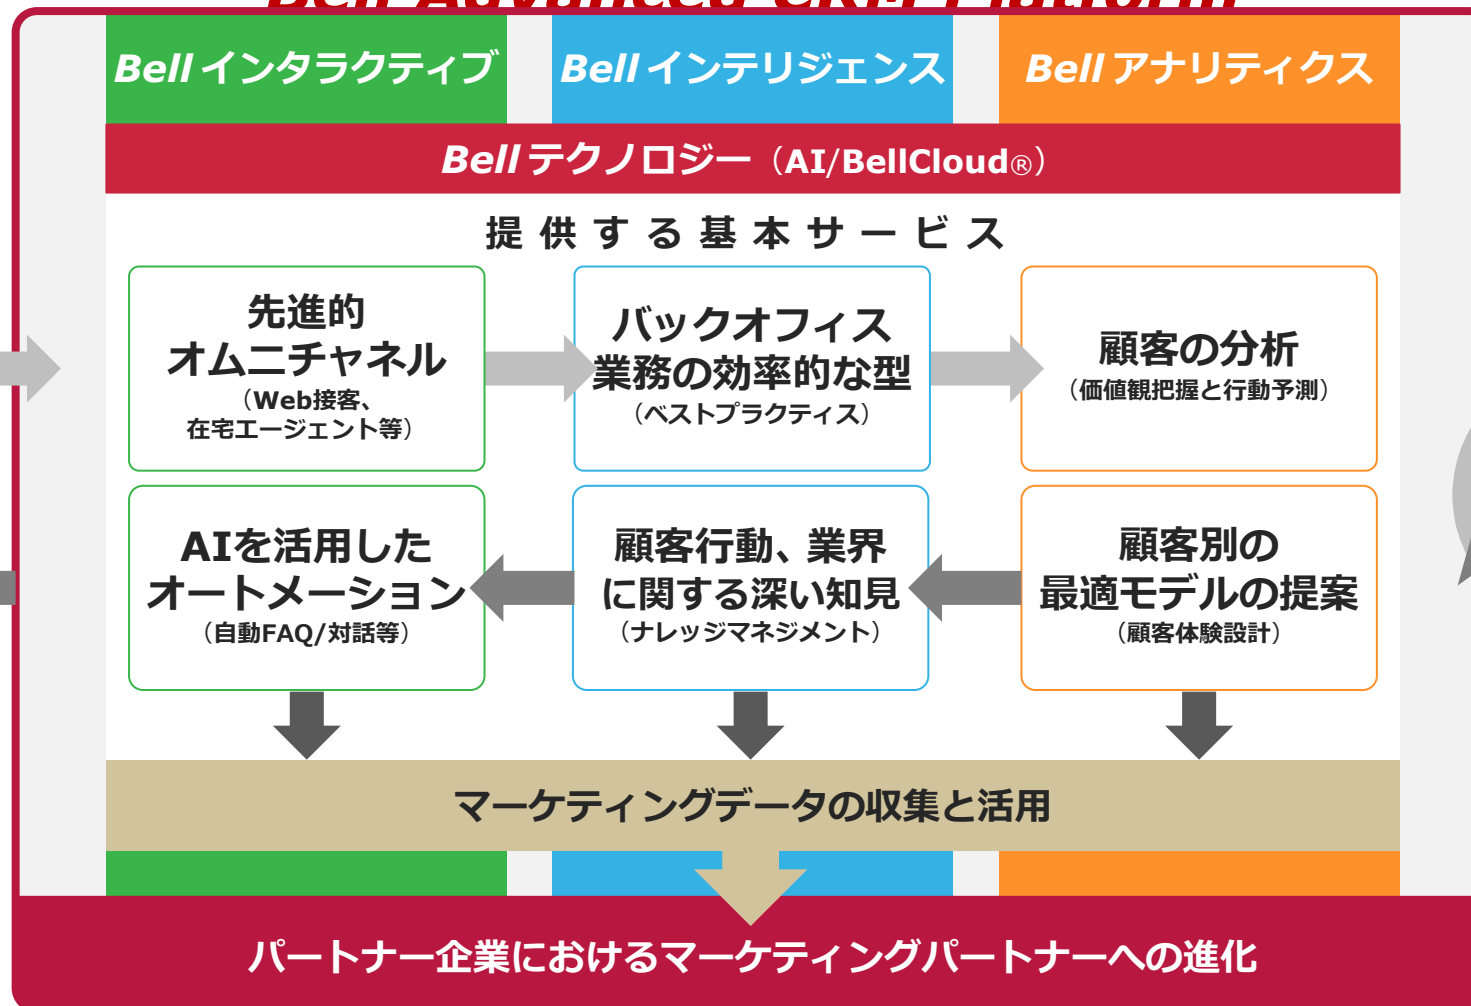 Bell Advanced CRM Platform
Bell インタラクティブ
Bell インテリジェンス
Bell アナリティクス
Bell テクノロジー（AI/BellCloud®）
提供する基本サービス
先進的
オムニチャネル
（Web接客、
在宅エージェント等）
バックオフィス
業務の効率的な型
（ベストプラクティス）
顧客の分析
（価値観把握と行動予測）
AIを活用した
オートメーション
（自動FAQ/対話等）
顧客行動、業界
に関する深い知見
（ナレッジマネジメント）
顧客別の
最適モデルの提案
（顧客体験設計）
マーケティングデータの収集と活用
パートナー企業におけるマーケティングパートナーへの進化